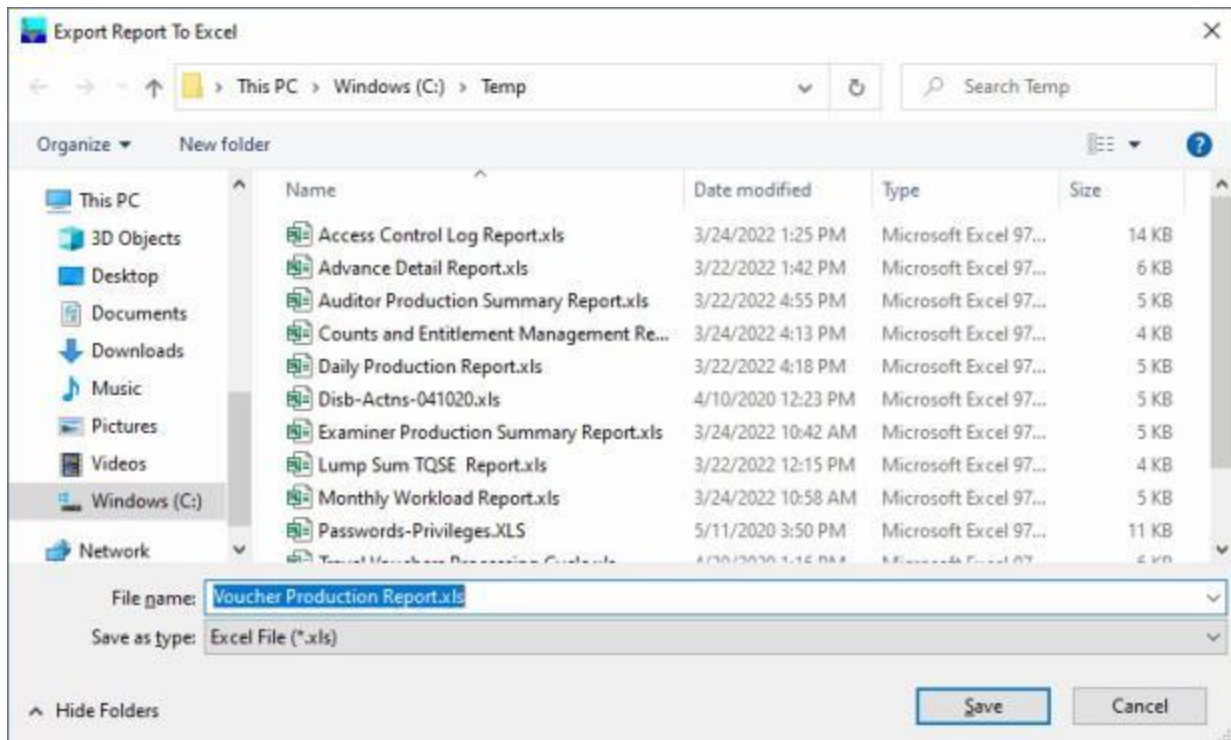 Export Report To Excel
This PC > Windows (C:) > Temp
Search Temp
Organize
New folder
Name Date modified Type Size
This PC
3D Objects
Desktop
Documents
Downloads
Music
Pictures
Videos
Windows (C:)
Network
Access Control Log Report.xls 3/24/2022 1:25 PM Microsoft Excel 97... 14 KB
Advance Detail Report.xls 3/22/2022 1:42 PM Microsoft Excel 97... 6 KB
Auditor Production Summary Report.xls 3/22/2022 4:55 PM Microsoft Excel 97... 5 KB
Counts and Entitlement Management Re... 3/24/2022 4:13 PM Microsoft Excel 97... 4 KB
Daily Production Report.xls 3/22/2022 4:18 PM Microsoft Excel 97... 5 KB
Disb-Actns-041020.xls 4/10/2020 12:23 PM Microsoft Excel 97... 5 KB
Examiner Production Summary Report.xls 3/24/2022 10:42 AM Microsoft Excel 97... 5 KB
Lump Sum TQSE Report.xls 3/22/2022 12:15 PM Microsoft Excel 97... 4 KB
Monthly Workload Report.xls 3/24/2022 10:58 AM Microsoft Excel 97... 5 KB
Passwords-Privileges.XLS 5/11/2020 3:50 PM Microsoft Excel 97... 11 KB
File name: Voucher Production Report.xls
Save as type: Excel File (*.xls)
Hide Folders
Save
Cancel